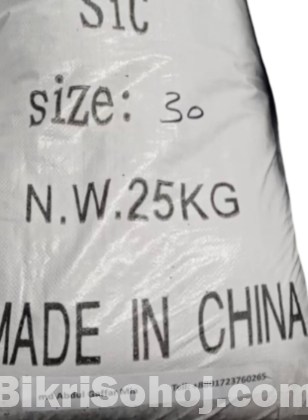 SiC
size: 30
N.W.25KG
MADE IN CHINA
BikriSohoj.com